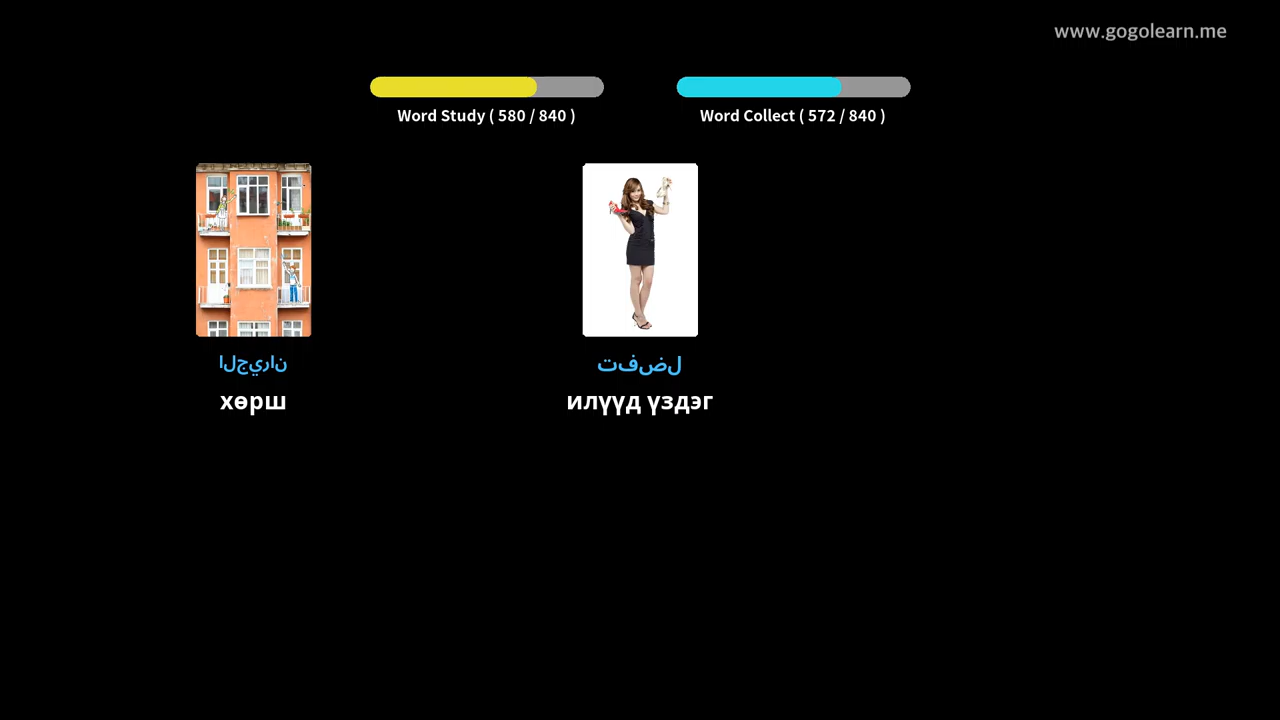 www.gogolearn.me
Word Study ( 580 / 840 )
Word Collect ( 572 / 840 )
الجيران
تفضل
хөрш
илүүд үздэг